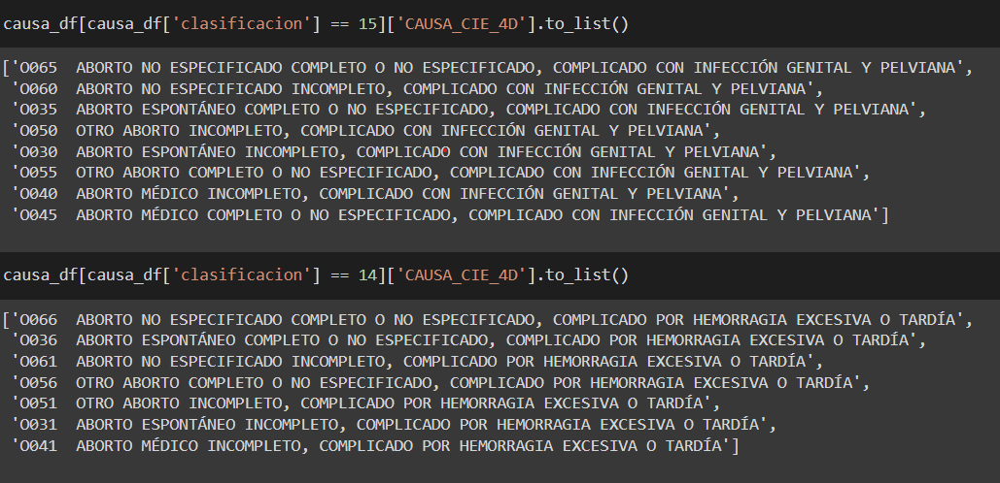 causa_df[causa_df['clasificacion'] == 15]['CAUSA_CIE_4D'].to_list()
['O065  ABORTO NO ESPECIFICADO COMPLETO O NO ESPECIFICADO, COMPLICADO CON INFECCIÓN GENITAL Y PELVIANA',
'O060  ABORTO NO ESPECIFICADO INCOMPLETO, COMPLICADO CON INFECCIÓN GENITAL Y PELVIANA',
'O035  ABORTO ESPONTÁNEO COMPLETO O NO ESPECIFICADO, COMPLICADO CON INFECCIÓN GENITAL Y PELVIANA',
'O050  OTRO ABORTO INCOMPLETO, COMPLICADO CON INFECCIÓN GENITAL Y PELVIANA',
'O030  ABORTO ESPONTÁNEO INCOMPLETO, COMPLICADO CON INFECCIÓN GENITAL Y PELVIANA',
'O055  OTRO ABORTO COMPLETO O NO ESPECIFICADO, COMPLICADO CON INFECCIÓN GENITAL Y PELVIANA',
'O040  ABORTO MÉDICO INCOMPLETO, COMPLICADO CON INFECCIÓN GENITAL Y PELVIANA',
'O045  ABORTO MÉDICO COMPLETO O NO ESPECIFICADO, COMPLICADO CON INFECCIÓN GENITAL Y PELVIANA']
causa_df[causa_df['clasificacion'] == 14]['CAUSA_CIE_4D'].to_list()
['O066  ABORTO NO ESPECIFICADO COMPLETO O NO ESPECIFICADO, COMPLICADO POR HEMORRAGIA EXCESIVA O TARDÍA',
'O036  ABORTO ESPONTÁNEO COMPLETO O NO ESPECIFICADO, COMPLICADO POR HEMORRAGIA EXCESIVA O TARDÍA',
'O061  ABORTO NO ESPECIFICADO INCOMPLETO, COMPLICADO POR HEMORRAGIA EXCESIVA O TARDÍA',
'O056  OTRO ABORTO COMPLETO O NO ESPECIFICADO, COMPLICADO POR HEMORRAGIA EXCESIVA O TARDÍA',
'O051  OTRO ABORTO INCOMPLETO, COMPLICADO POR HEMORRAGIA EXCESIVA O TARDÍA',
'O031  ABORTO ESPONTÁNEO INCOMPLETO, COMPLICADO POR HEMORRAGIA EXCESIVA O TARDÍA',
'O041  ABORTO MÉDICO INCOMPLETO, COMPLICADO POR HEMORRAGIA EXCESIVA O TARDÍA']